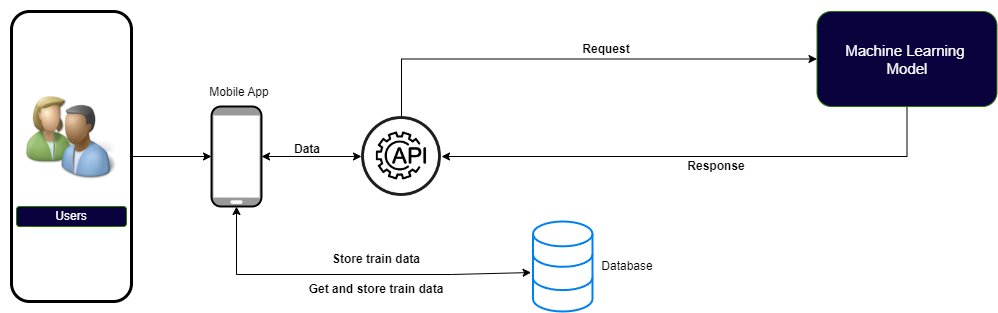 Request
Machine Learning
Model
Mobile App
Data
API
Response
Users
Store train data
Database
Get and store train data